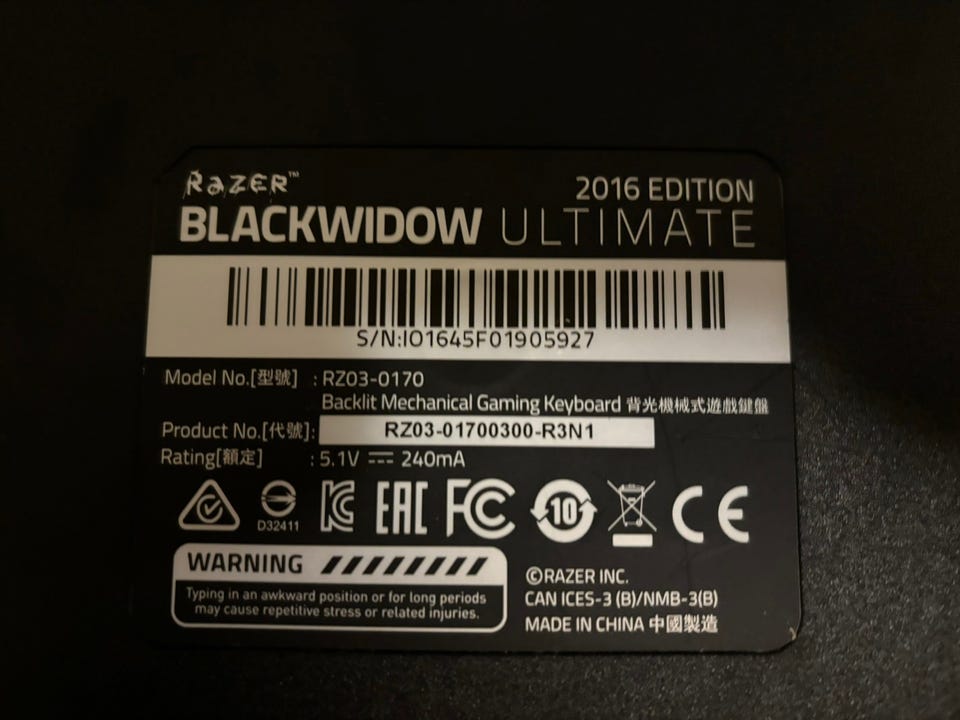 RAZER™
2016 EDITION
BLACKWIDOW ULTIMATE
S/N:IO1645F01905927
Model No.[型號] : RZ03-0170
Backlit Mechanical Gaming Keyboard 背光機械式遊戲鍵盤
Product No.[代號]: RZ03-01700300-R3N1
Rating[額定] : 5.1V ⎓ 240mA
D32411
EAC FC 10 CE
WARNING
Typing in an awkward position or for long periods
may cause repetitive stress or related injuries.
©RAZER INC.
CAN ICES-3 (B)/NMB-3(B)
MADE IN CHINA 中國製造